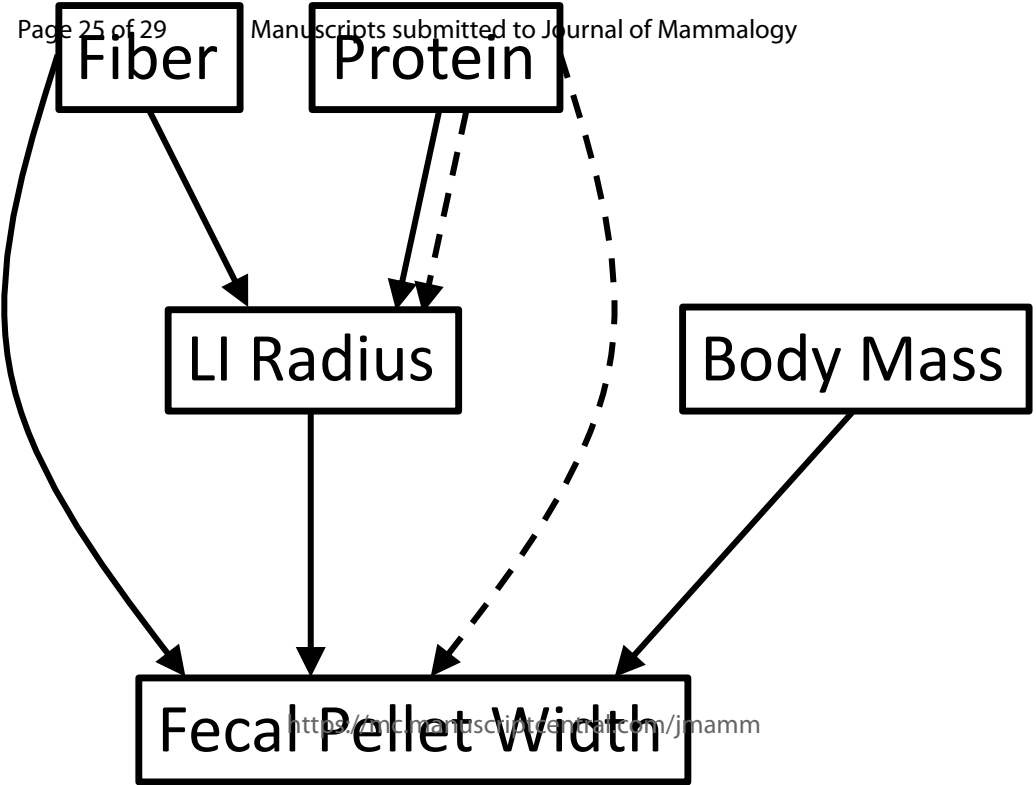 Page 25 of 29 Manuscripts submitted to Journal of Mammalogy
Fiber Protein
LI Radius Body Mass
Fecal Pellet Width
https://mc.manuscriptcentral.com/jmamm